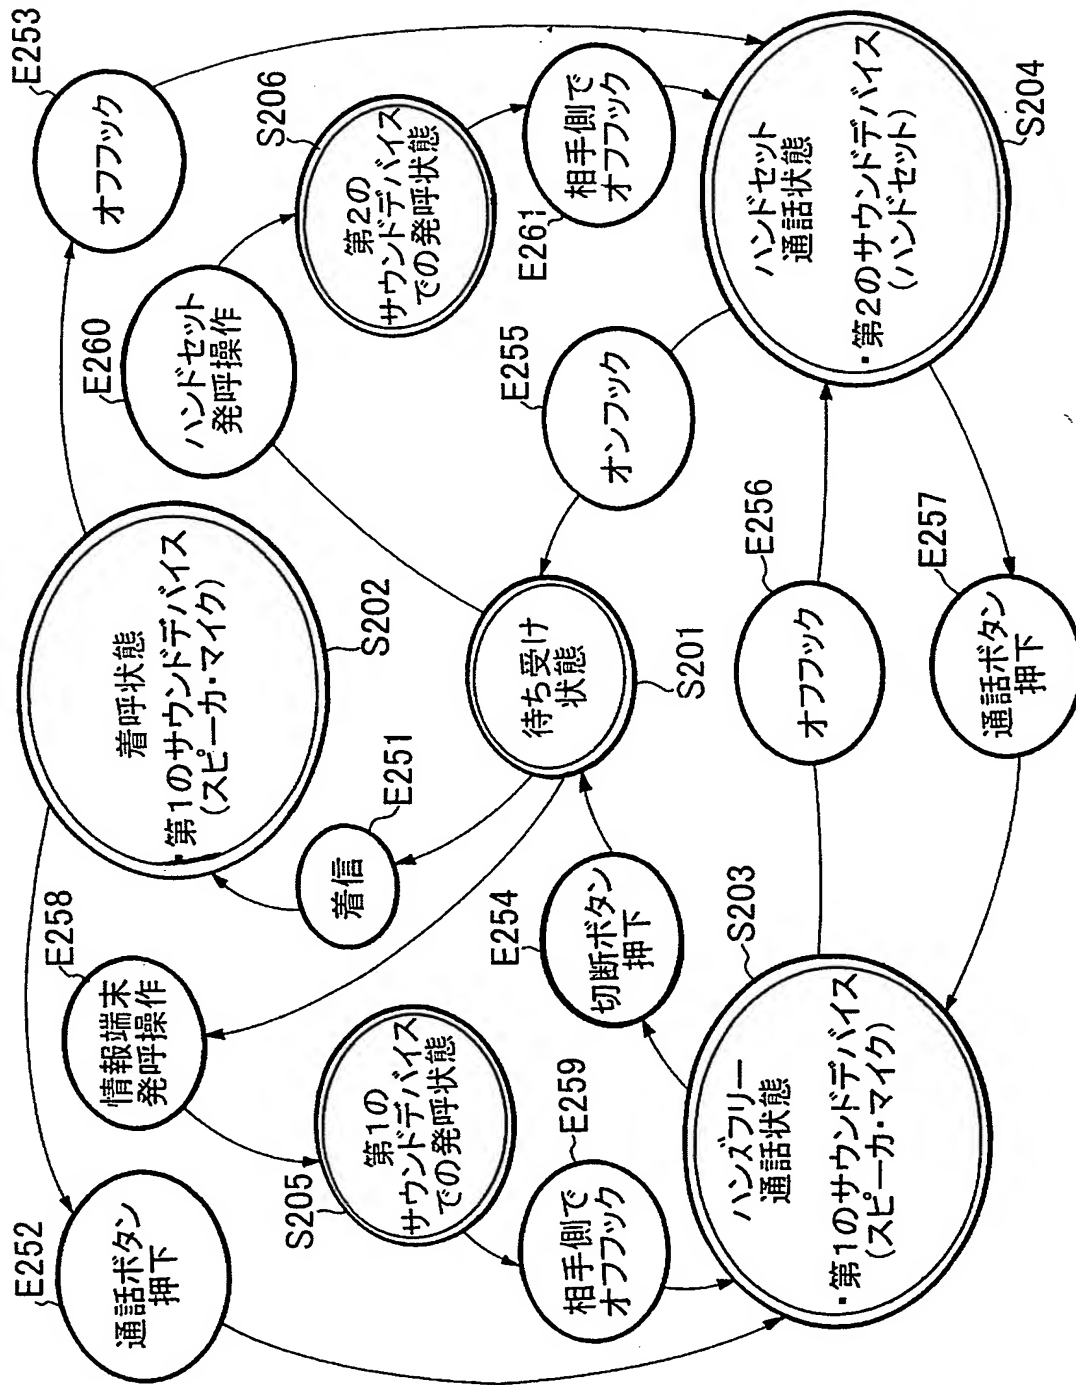 E252
通話ボタン
押下
E258
情報端末
発呼操作
着呼状態
・第1のサウンドデバイス
(スピーカ・マイク)
S202
E260
ハンドセット
発呼操作
E253
オフフック
S205
第1の
サウンドデバイス
での発呼状態
着信
E251
S206
第2の
サウンドデバイス
での発呼状態
E259
相手側で
オフフック
E254
切断ボタン
押下
待ち受け
状態
S201
E255
オンフック
E261
相手側で
オフフック
S203
ハンズフリー
通話状態
・第1のサウンドデバイス
(スピーカ・マイク)
E256
オフフック
E257
通話ボタン
押下
ハンドセット
通話状態
・第2のサウンドデバイス
(ハンドセット)
S204